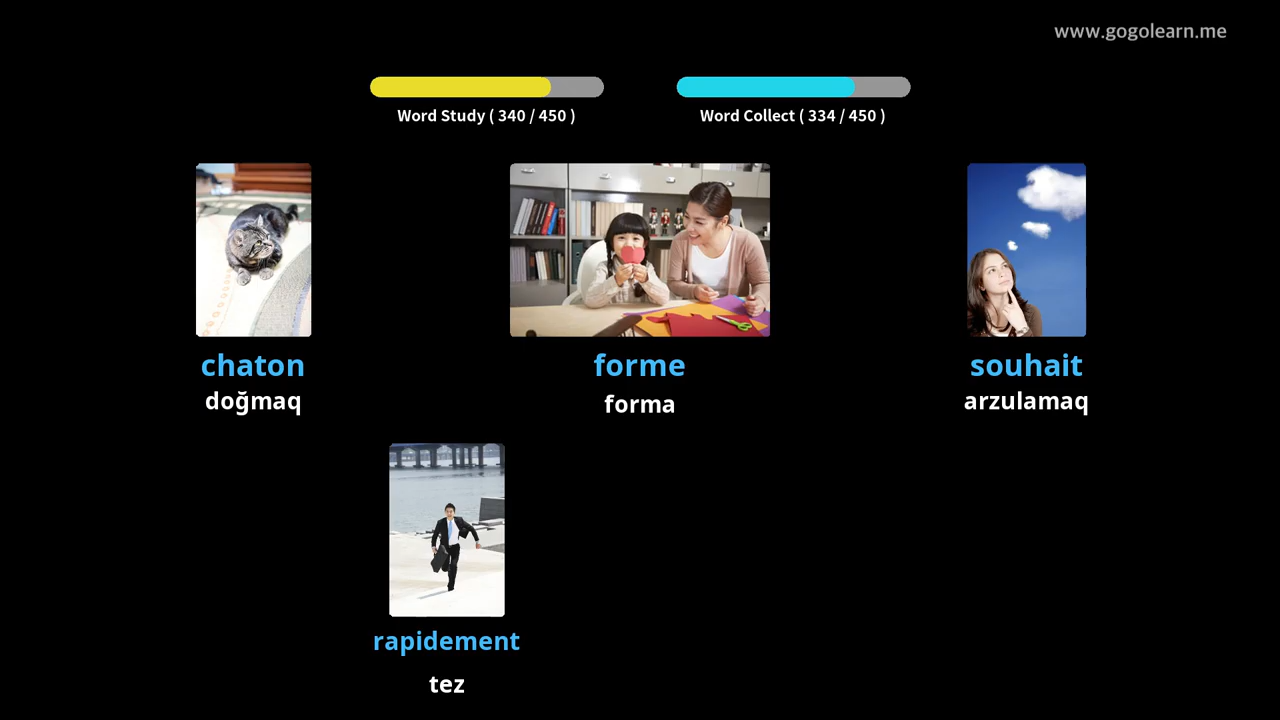 www.gogolearn.me
Word Study ( 340 / 450 )
Word Collect ( 334 / 450 )
chaton
doğmaq
forme
forma
souhait
arzulamaq
rapidement
tez